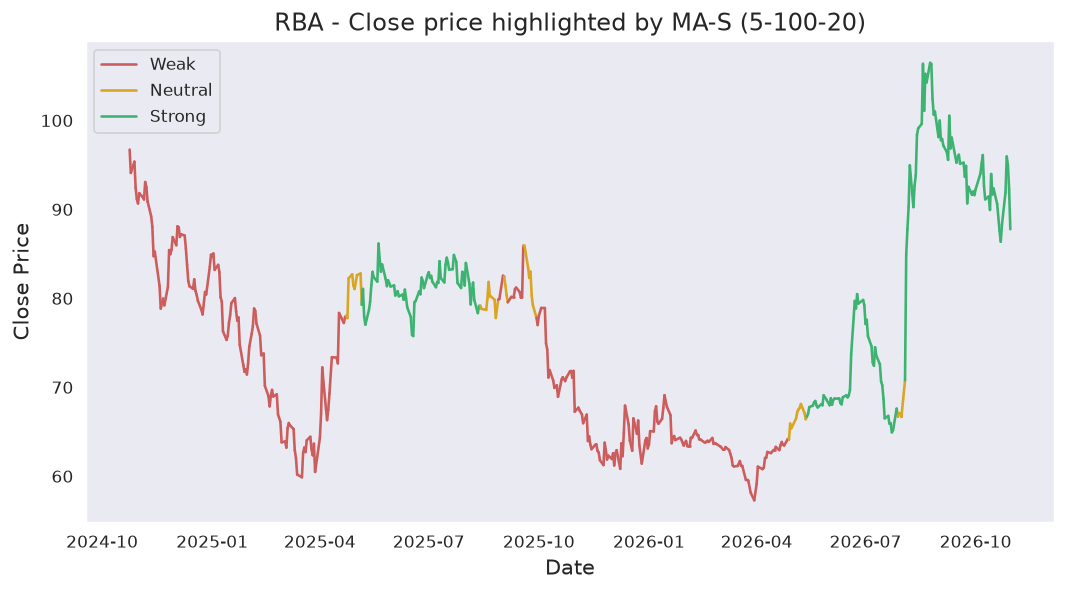 RBA - Close price highlighted by MA-S (5-100-20)
Weak
Neutral
Strong
Close Price
100
90
80
70
60
2024-10 2025-01 2025-04 2025-07 2025-10 2026-01 2026-04 2026-07 2026-10
Date